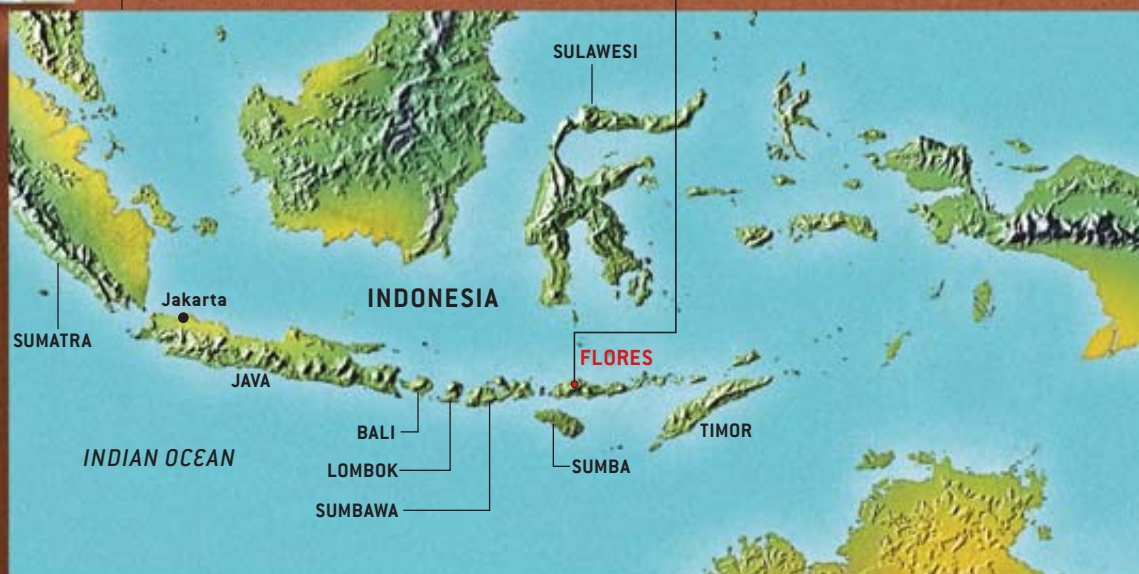 SULAWESI
INDONESIA
Jakarta
SUMATRA
FLORES
JAVA
BALI
TIMOR
INDIAN OCEAN
LOMBOK
SUMBA
SUMBAWA